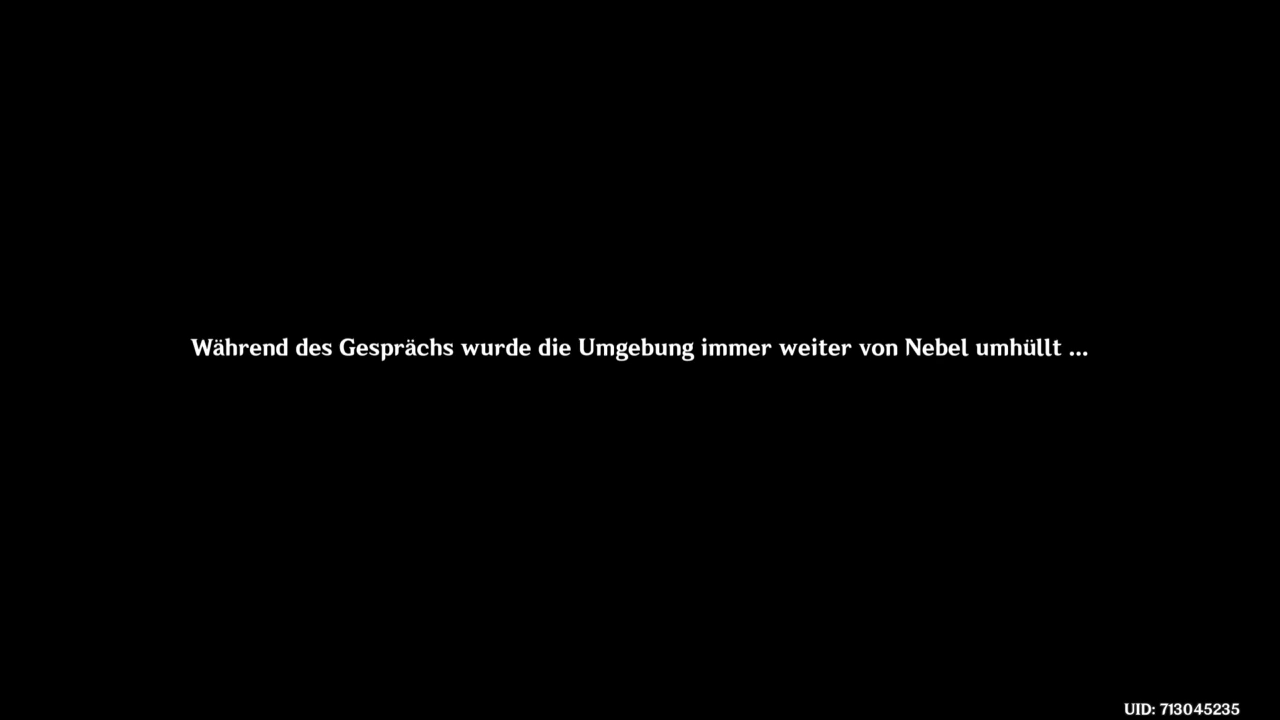 Während des Gesprächs wurde die Umgebung immer weiter von Nebel umhüllt ...
UID: 713045235